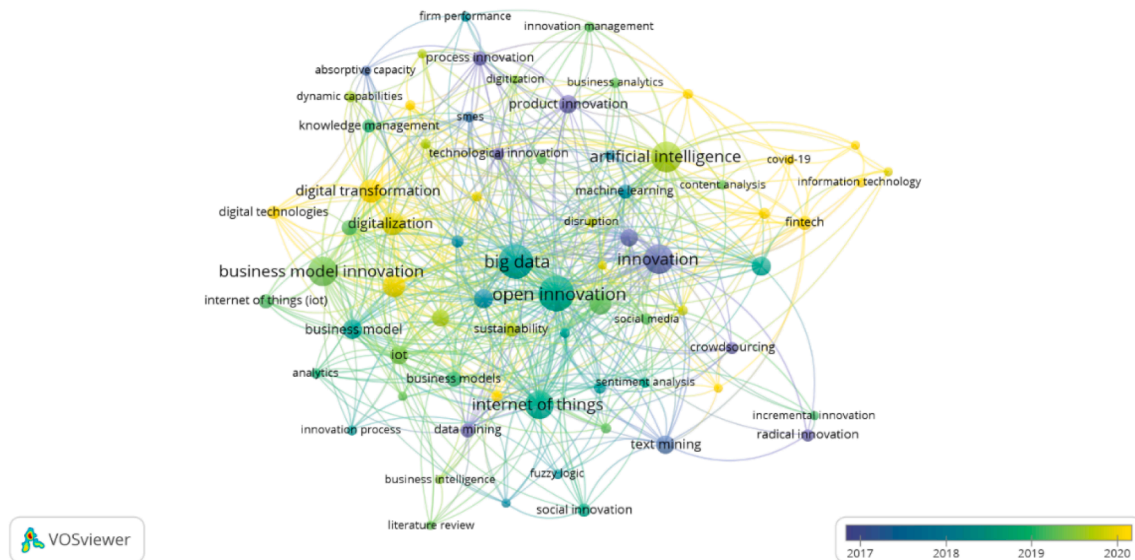 firm performance
innovation management
process innovation
absorptive capacity
digitization
business analytics
dynamic capabilities
product innovation
smes
knowledge management
technological innovation
artificial intelligence
covid-19
machine learning
content analysis
information technology
digital transformation
digital technologies
digitalization
disruption
fintech
big data
innovation
business model innovation
open innovation
internet of things (iot)
social media
business model
sustainability
crowdsourcing
iot
analytics
business models
sentiment analysis
internet of things
incremental innovation
innovation process
data mining
radical innovation
text mining
fuzzy logic
business intelligence
social innovation
literature review
VOSviewer
2017 2018 2019 2020